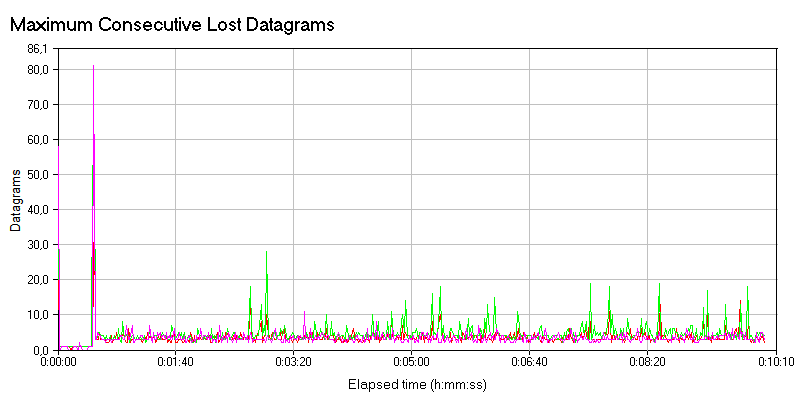 Maximum Consecutive Lost Datagrams
86,1
80,0
70,0
60,0
50,0
40,0
30,0
20,0
10,0
0,0
Datagrams
0:00:00 0:01:40 0:03:20 0:05:00 0:06:40 0:08:20 0:10:10
Elapsed time (h:mm:ss)